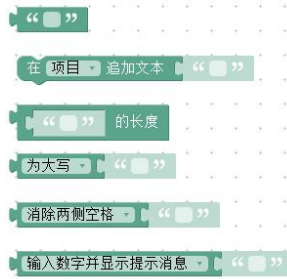 “ ”
在 项目 追加文本 “ ”
“ ” 的长度
为大写 “ ”
消除两侧空格 “ ”
输入数字并显示提示消息 “ ”